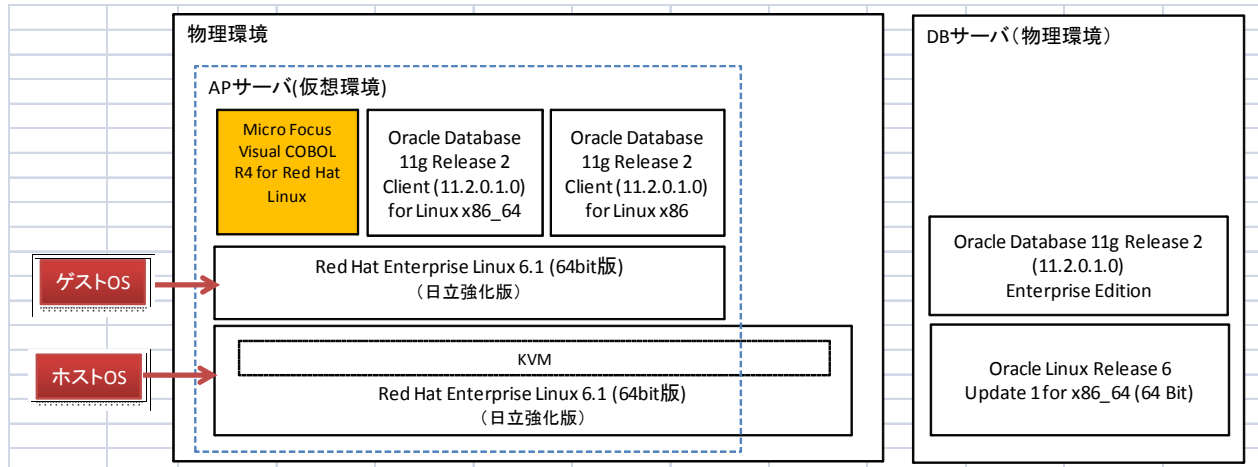 物理環境
APサーバ(仮想環境)
Micro Focus
Visual COBOL
R4 for Red Hat
Linux
Oracle Database
11g Release 2
Client (11.2.0.1.0)
for Linux x86_64
Oracle Database
11g Release 2
Client (11.2.0.1.0)
for Linux x86
ゲストOS
Red Hat Enterprise Linux 6.1 (64bit版)
（日立強化版）
ホストOS
KVM
Red Hat Enterprise Linux 6.1 (64bit版)
（日立強化版）
DBサーバ（物理環境）
Oracle Database 11g Release 2
(11.2.0.1.0)
Enterprise Edition
Oracle Linux Release 6
Update 1 for x86_64 (64 Bit)